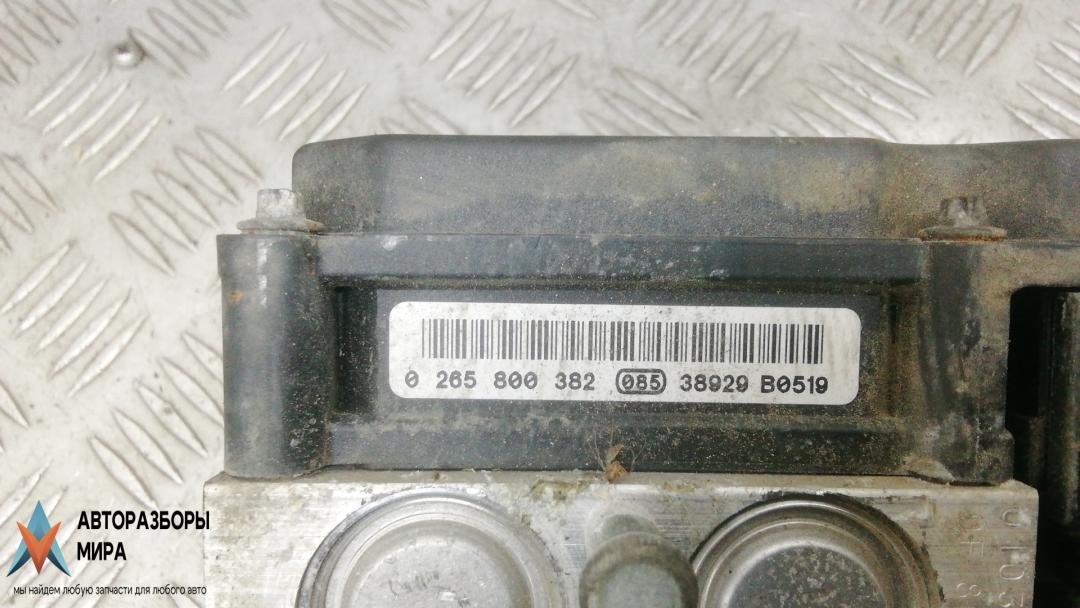 0 265 800 382 085 38929 B0519
АВТОРАЗБОРЫ
МИРА
мы найдем любую запчасти для любого авто